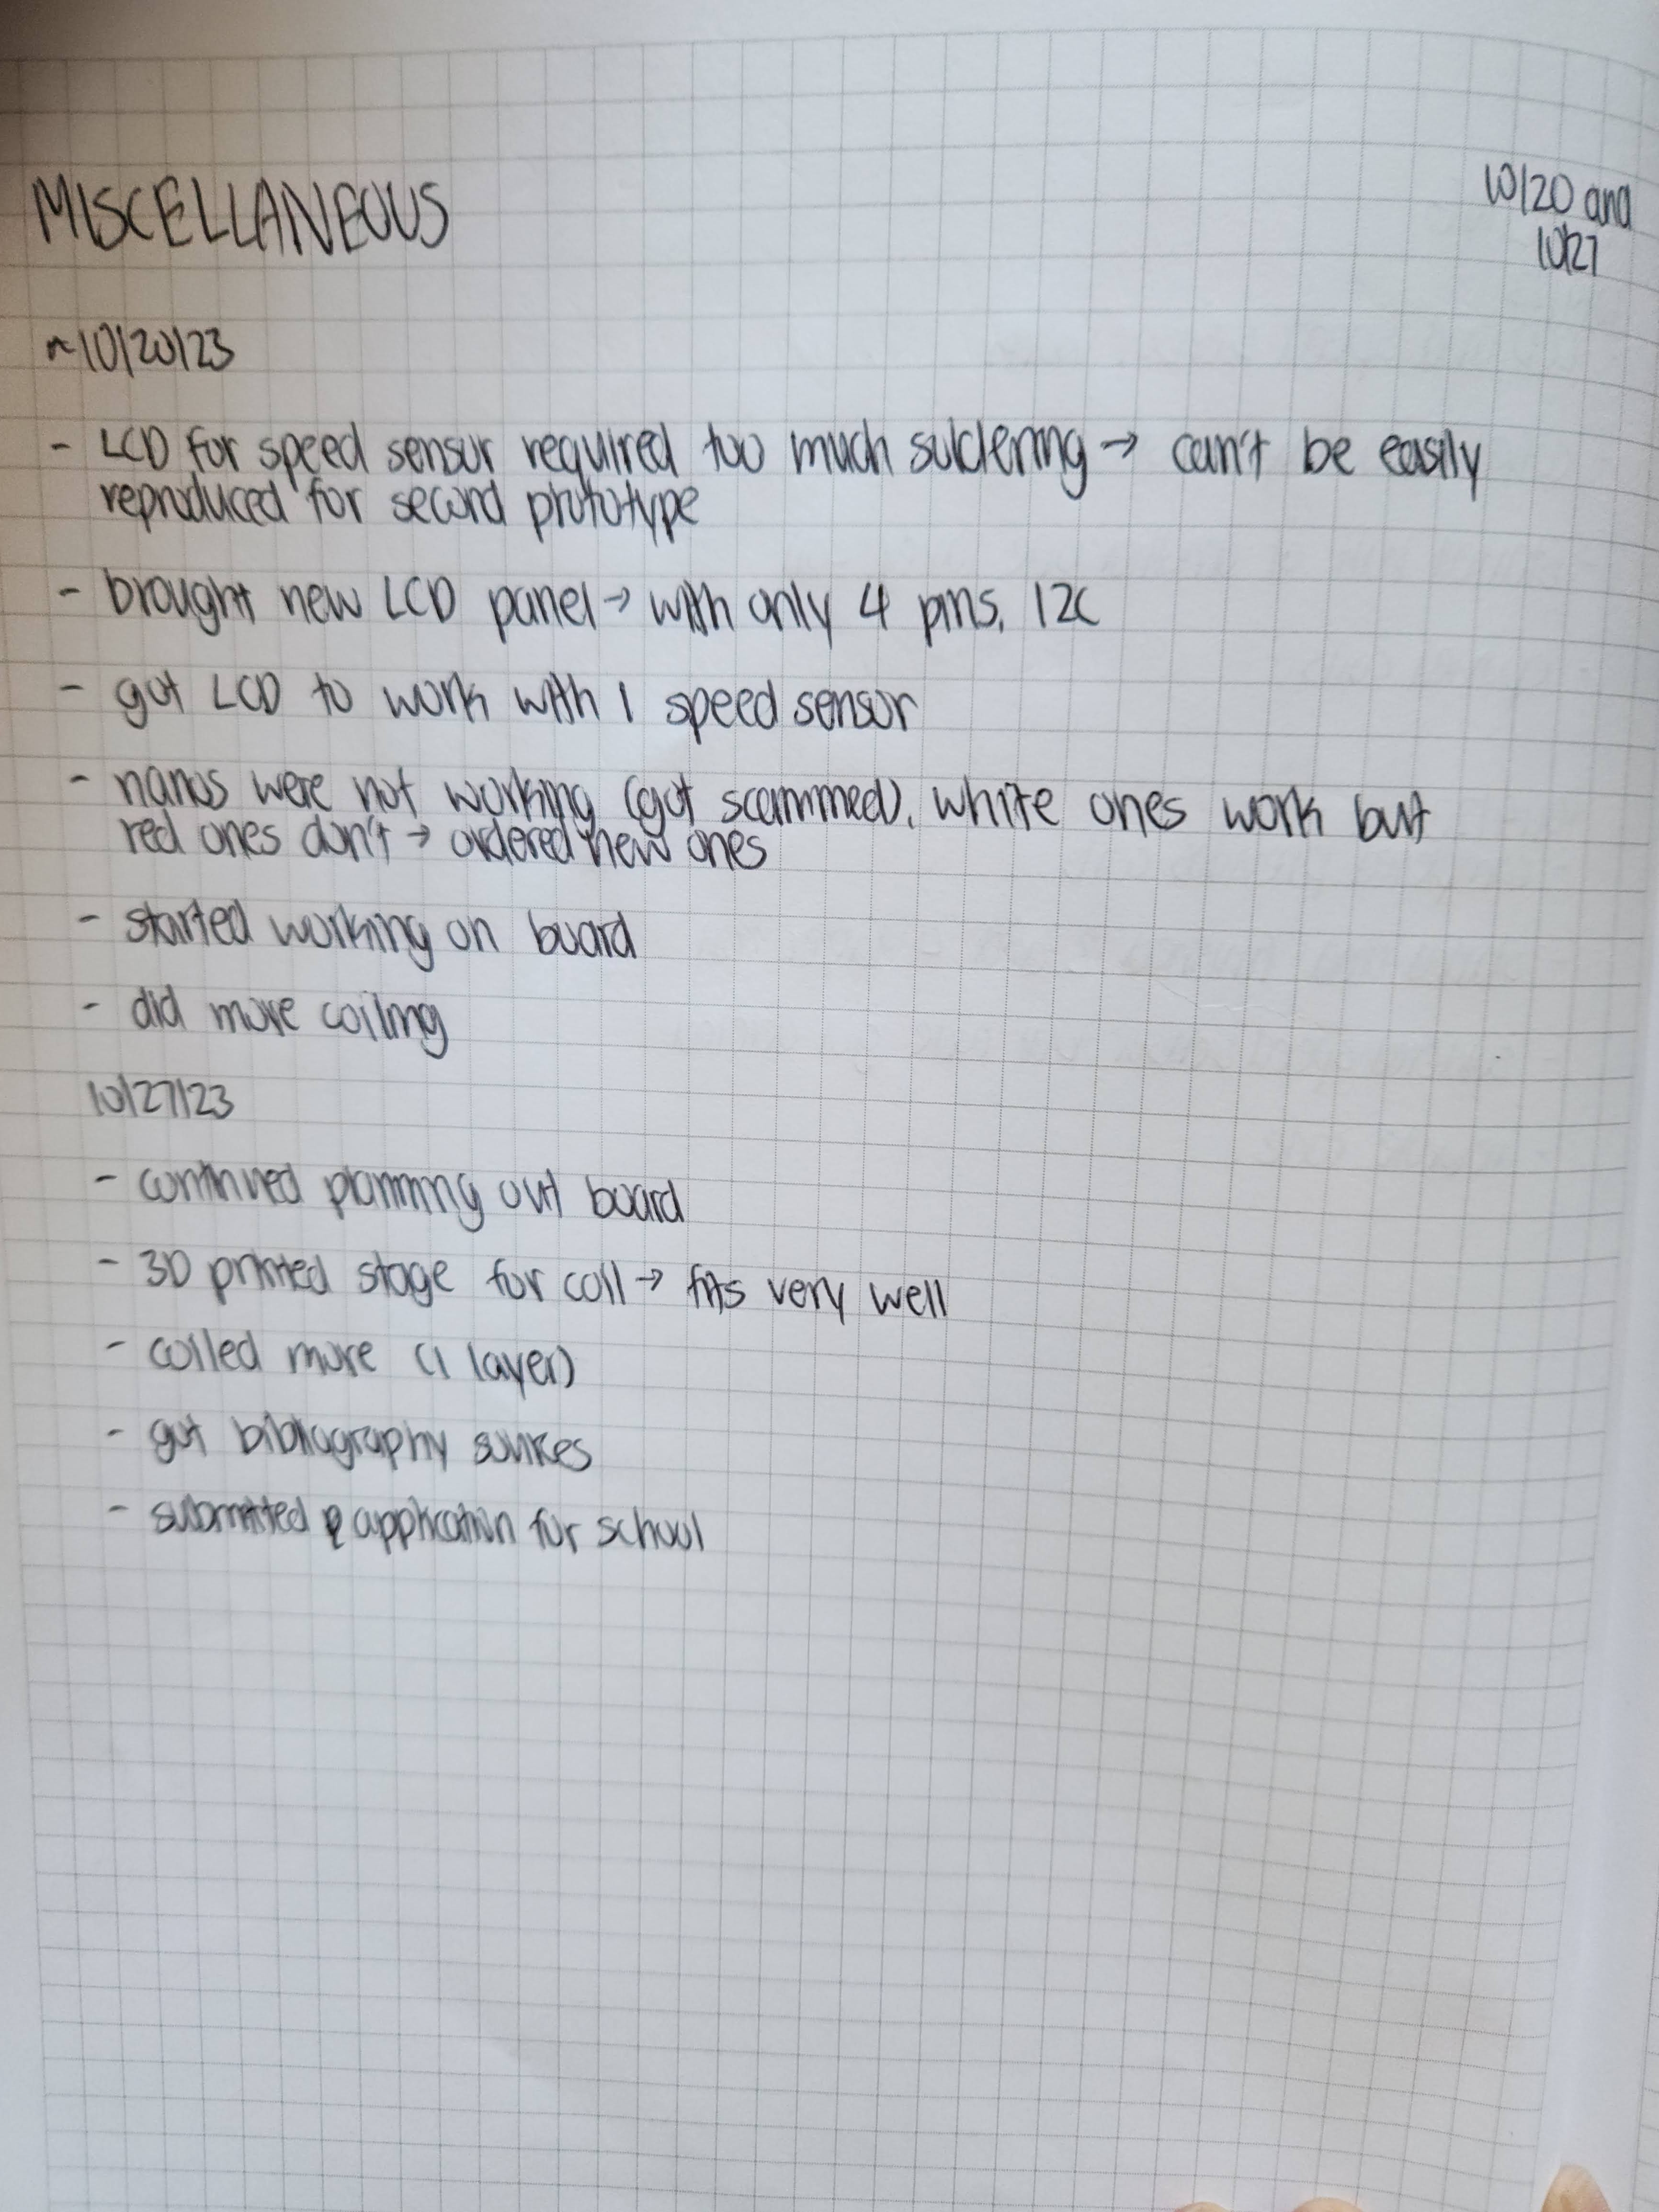 MISCELLANEOUS
10/20 and
10/27
~10/20/23
- LCD for speed sensor required too much soldering → can't be easily
reproduced for second prototype
- brought new LCD panel → with only 4 pins, I2C
- got LCD to work with 1 speed sensor
- nanos were not working (got scammed), white ones work but
red ones don't → ordered new ones
- started working on board
- did more coiling
10/27/23
- continued planning out board
- 3D printed stage for coil → fits very well
- coiled more (1 layer)
- got bibliography sources
- submitted application for school